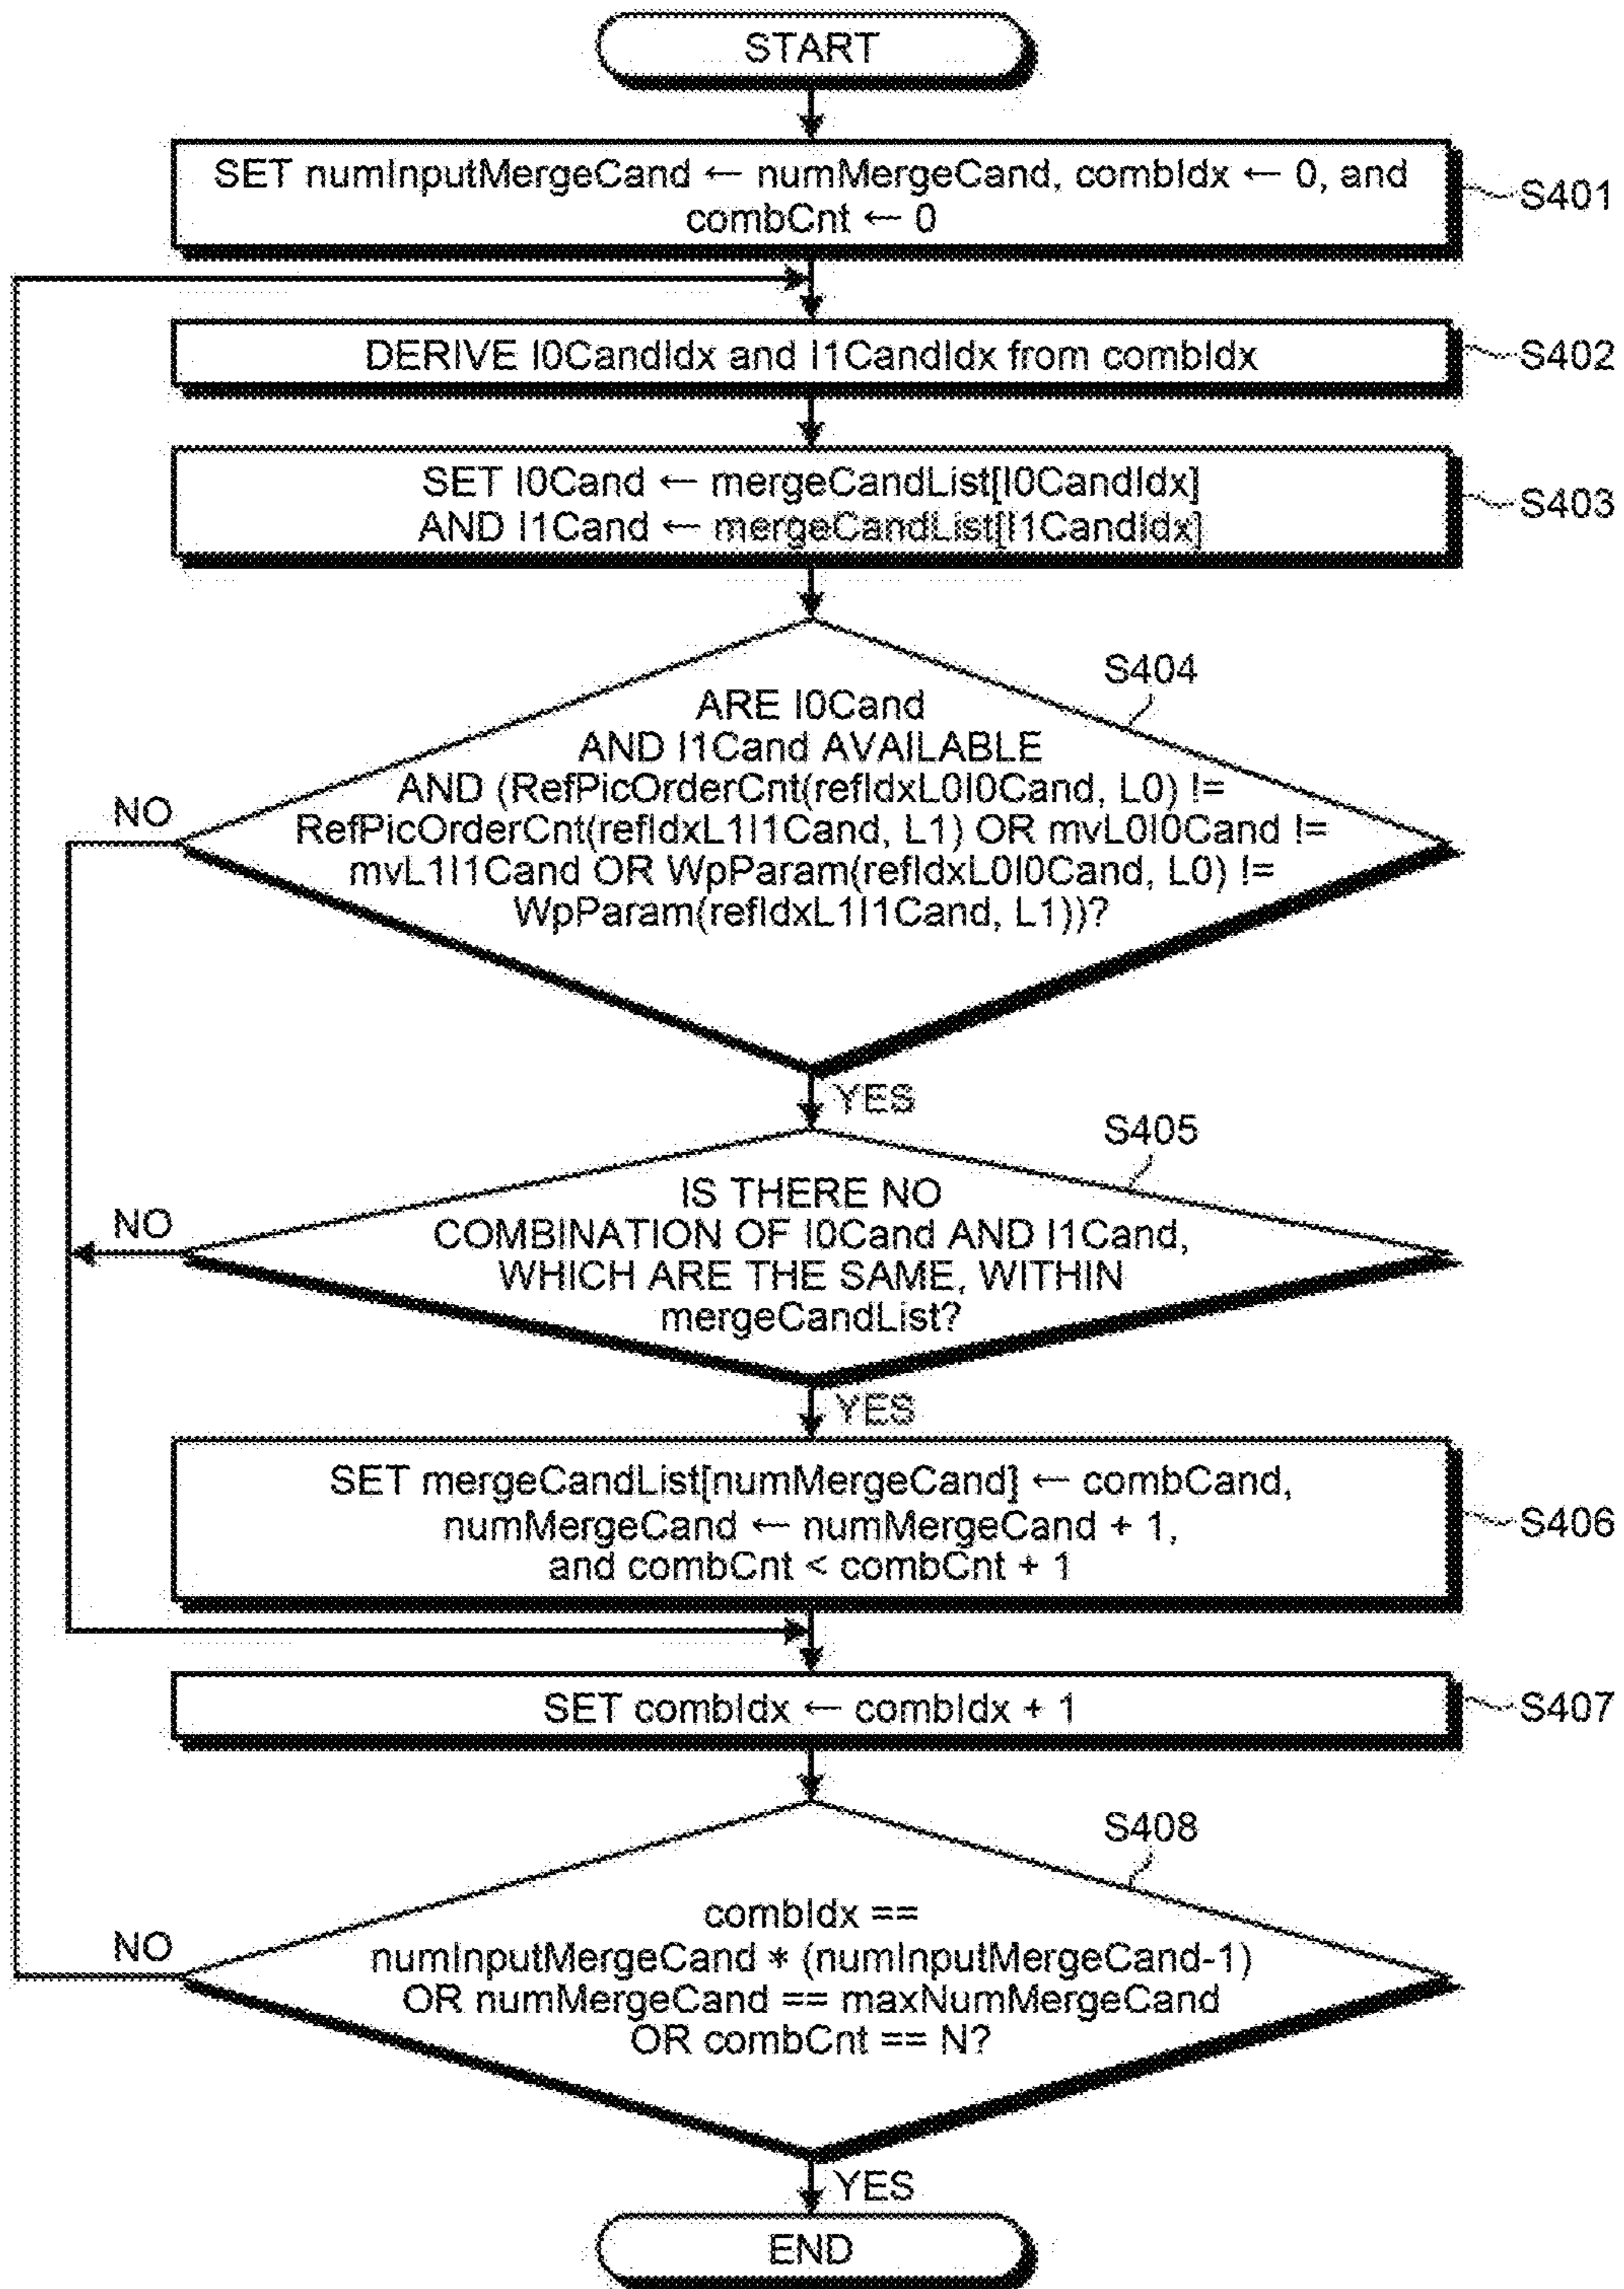 START
SET numInputMergeCand ← numMergeCand, combIdx ← 0, and
combCnt ← 0
S401
DERIVE l0CandIdx and l1CandIdx from combIdx
S402
SET l0Cand ← mergeCandList[l0CandIdx]
AND l1Cand ← mergeCandList[l1CandIdx]
S403
S404
ARE l0Cand
AND l1Cand AVAILABLE
AND (RefPicOrderCnt(refIdxL0l0Cand, L0) !=
RefPicOrderCnt(refIdxL1l1Cand, L1) OR mvL0l0Cand !=
mvL1l1Cand OR WpParam(refIdxL0l0Cand, L0) !=
WpParam(refIdxL1l1Cand, L1))?
NO
YES
S405
IS THERE NO
COMBINATION OF l0Cand AND l1Cand,
WHICH ARE THE SAME, WITHIN
mergeCandList?
NO
YES
SET mergeCandList[numMergeCand] ← combCand,
numMergeCand ← numMergeCand + 1,
and combCnt < combCnt + 1
S406
SET combIdx ← combIdx + 1
S407
S408
combIdx ==
numInputMergeCand * (numInputMergeCand-1)
OR numMergeCand == maxNumMergeCand
OR combCnt == N?
NO
YES
END